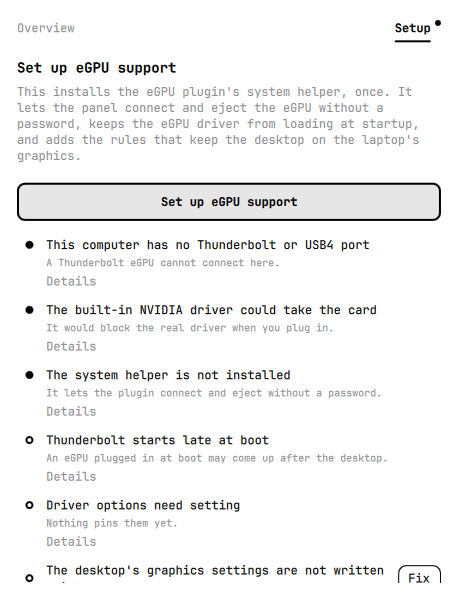 Overview
Setup
Set up eGPU support
This installs the eGPU plugin's system helper, once. It
lets the panel connect and eject the eGPU without a
password, keeps the eGPU driver from loading at startup,
and adds the rules that keep the desktop on the laptop's
graphics.
Set up eGPU support
This computer has no Thunderbolt or USB4 port
A Thunderbolt eGPU cannot connect here.
Details
The built-in NVIDIA driver could take the card
It would block the real driver when you plug in.
Details
The system helper is not installed
It lets the plugin connect and eject without a password.
Details
Thunderbolt starts late at boot
An eGPU plugged in at boot may come up after the desktop.
Details
Driver options need setting
Nothing pins them yet.
Details
The desktop's graphics settings are not written
Fix